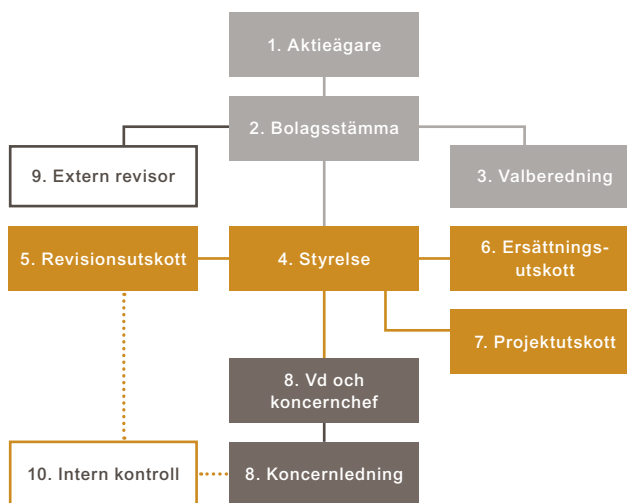 1. Aktieägare
2. Bolagsstämma
9. Extern revisor
3. Valberedning
5. Revisionsutskott
4. Styrelse
6. Ersättnings-
utskott
7. Projektutskott
8. Vd och
koncernchef
10. Intern kontroll
8. Koncernledning